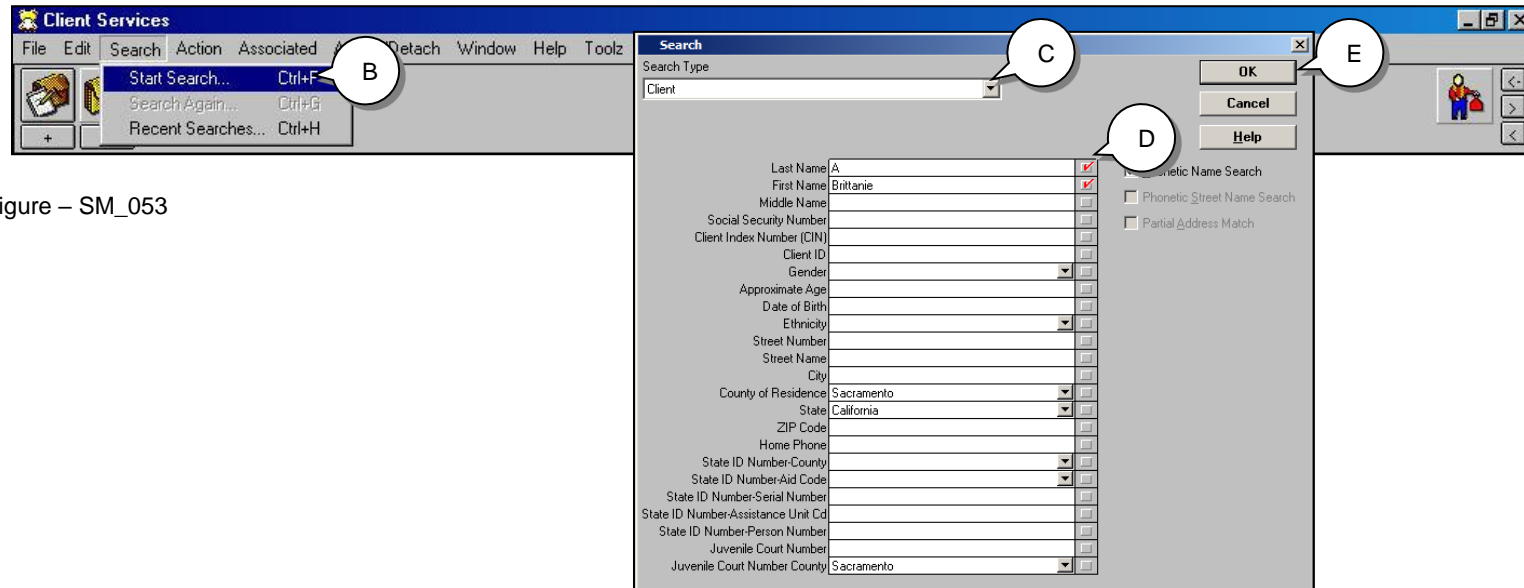 Client Services
File Edit Search Action Associated Detach Window Help Toolz
Start Search... Ctrl+F
Search Again... Ctrl+G
Recent Searches... Ctrl+H
+
B
Search
C
E
Search Type
Client
OK
Cancel
Help
D
Last Name A
First Name Brittanie
Middle Name
Social Security Number
Client Index Number (CIN)
Client ID
Gender
Approximate Age
Date of Birth
Ethnicity
Street Number
Street Name
City
County of Residence Sacramento
State California
ZIP Code
Home Phone
State ID Number-County
State ID Number-Aid Code
State ID Number-Serial Number
State ID Number-Assistance Unit Cd
State ID Number-Person Number
Juvenile Court Number
Juvenile Court Number County Sacramento
Name Search
Phonetic Street Name Search
Partial Address Match
<-
>
<
igure – SM_053